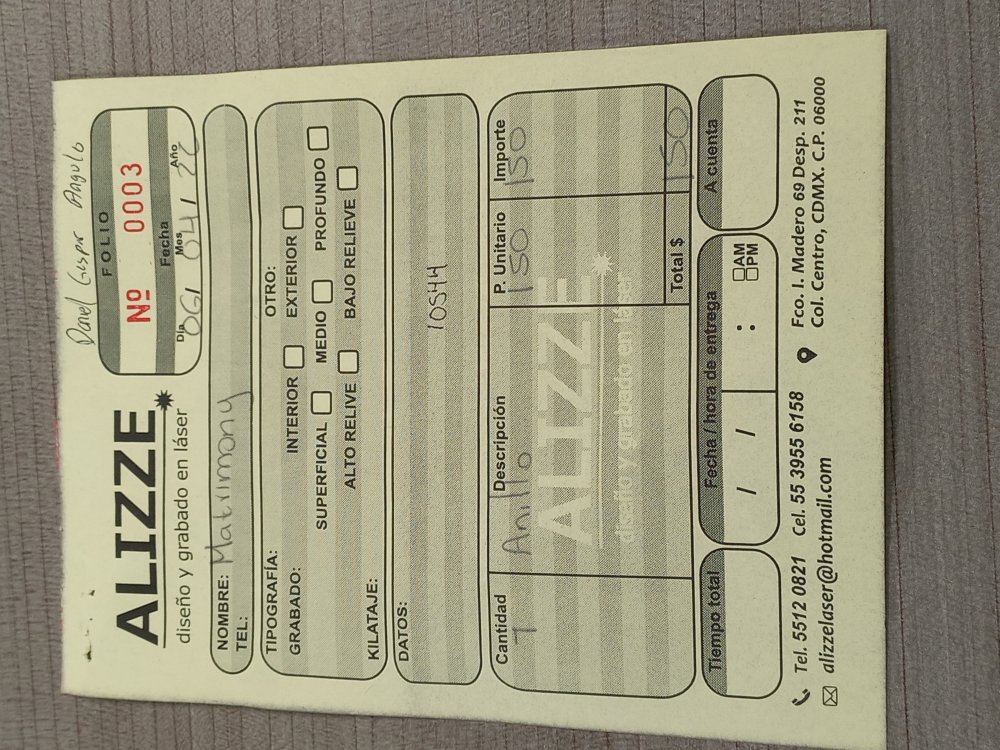 Daniel Gaspar Angulo
ALIZZE
diseño y grabado en láser
FOLIO
Nº 0003
Fecha
Día Mes Año
06/ 04/ 22
NOMBRE: Matrimony
TEL:
TIPOGRAFÍA: OTRO:
GRABADO: INTERIOR EXTERIOR
SUPERFICIAL MEDIO PROFUNDO
ALTO RELIVE BAJO RELIEVE
KILATAJE:
DATOS:
10544
Cantidad Descripción P. Unitario Importe
1 Anillo 150 150
ALIZZE
diseño y grabado en láser
Total $ 150
Tiempo total Fecha / hora de entrega A cuenta
/ / : AM
PM
Tel. 5512 0821 Cel. 55 3955 6158
alizzelaser@hotmail.com
Fco. I. Madero 69 Desp. 211
Col. Centro, CDMX. C.P. 06000